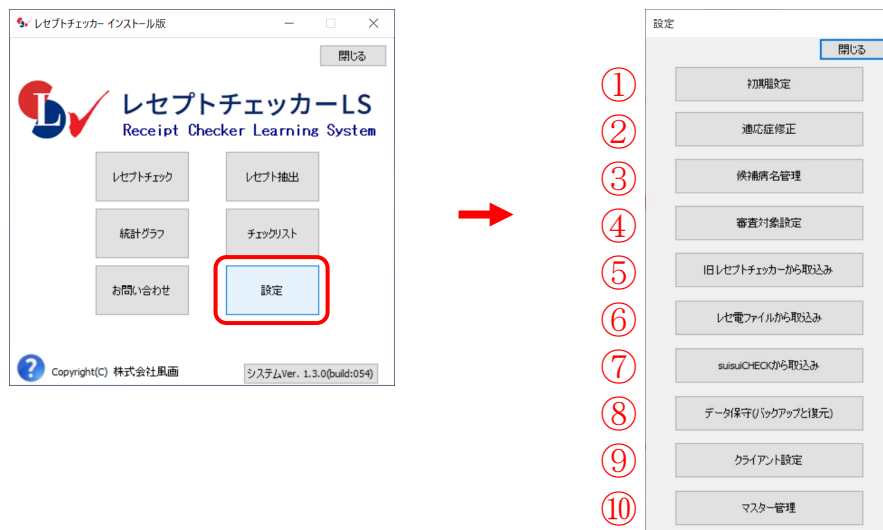 レセプトチェッカー インストール版
閉じる
レセプトチェッカーLS
Receipt Checker Learning System
レセプトチェック
レセプト抽出
統計グラフ
チェックリスト
お問い合わせ
設定
Copyright(C) 株式会社風画
システムVer. 1.3.0(build:054)
設定
閉じる
① 初期設定
② 適応症修正
③ 候補病名管理
④ 審査対象設定
⑤ 旧レセプトチェッカーから取込み
⑥ レセ電ファイルから取込み
⑦ suisuiCHECKから取込み
⑧ データ保守(バックアップと復元)
⑨ クライアント設定
⑩ マスター管理